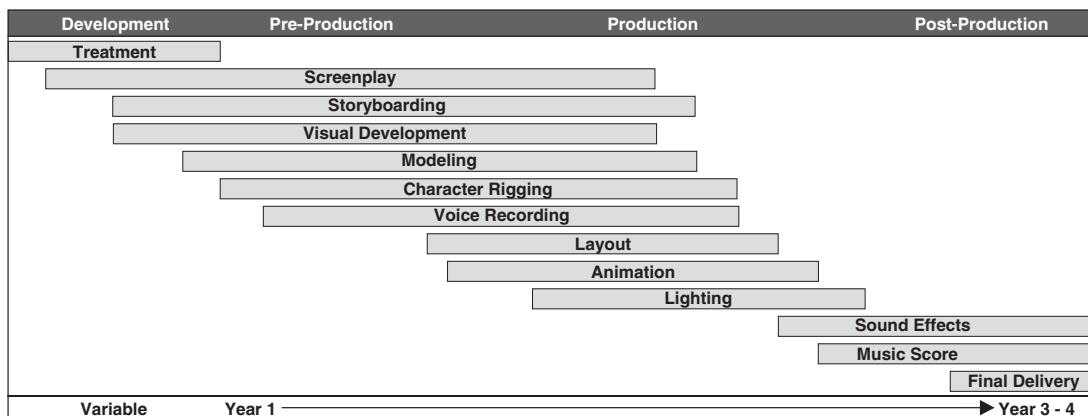 Development Pre-Production Production Post-Production
Treatment
Screenplay
Storyboarding
Visual Development
Modeling
Character Rigging
Voice Recording
Layout
Animation
Lighting
Sound Effects
Music Score
Final Delivery
Variable Year 1 Year 3 - 4